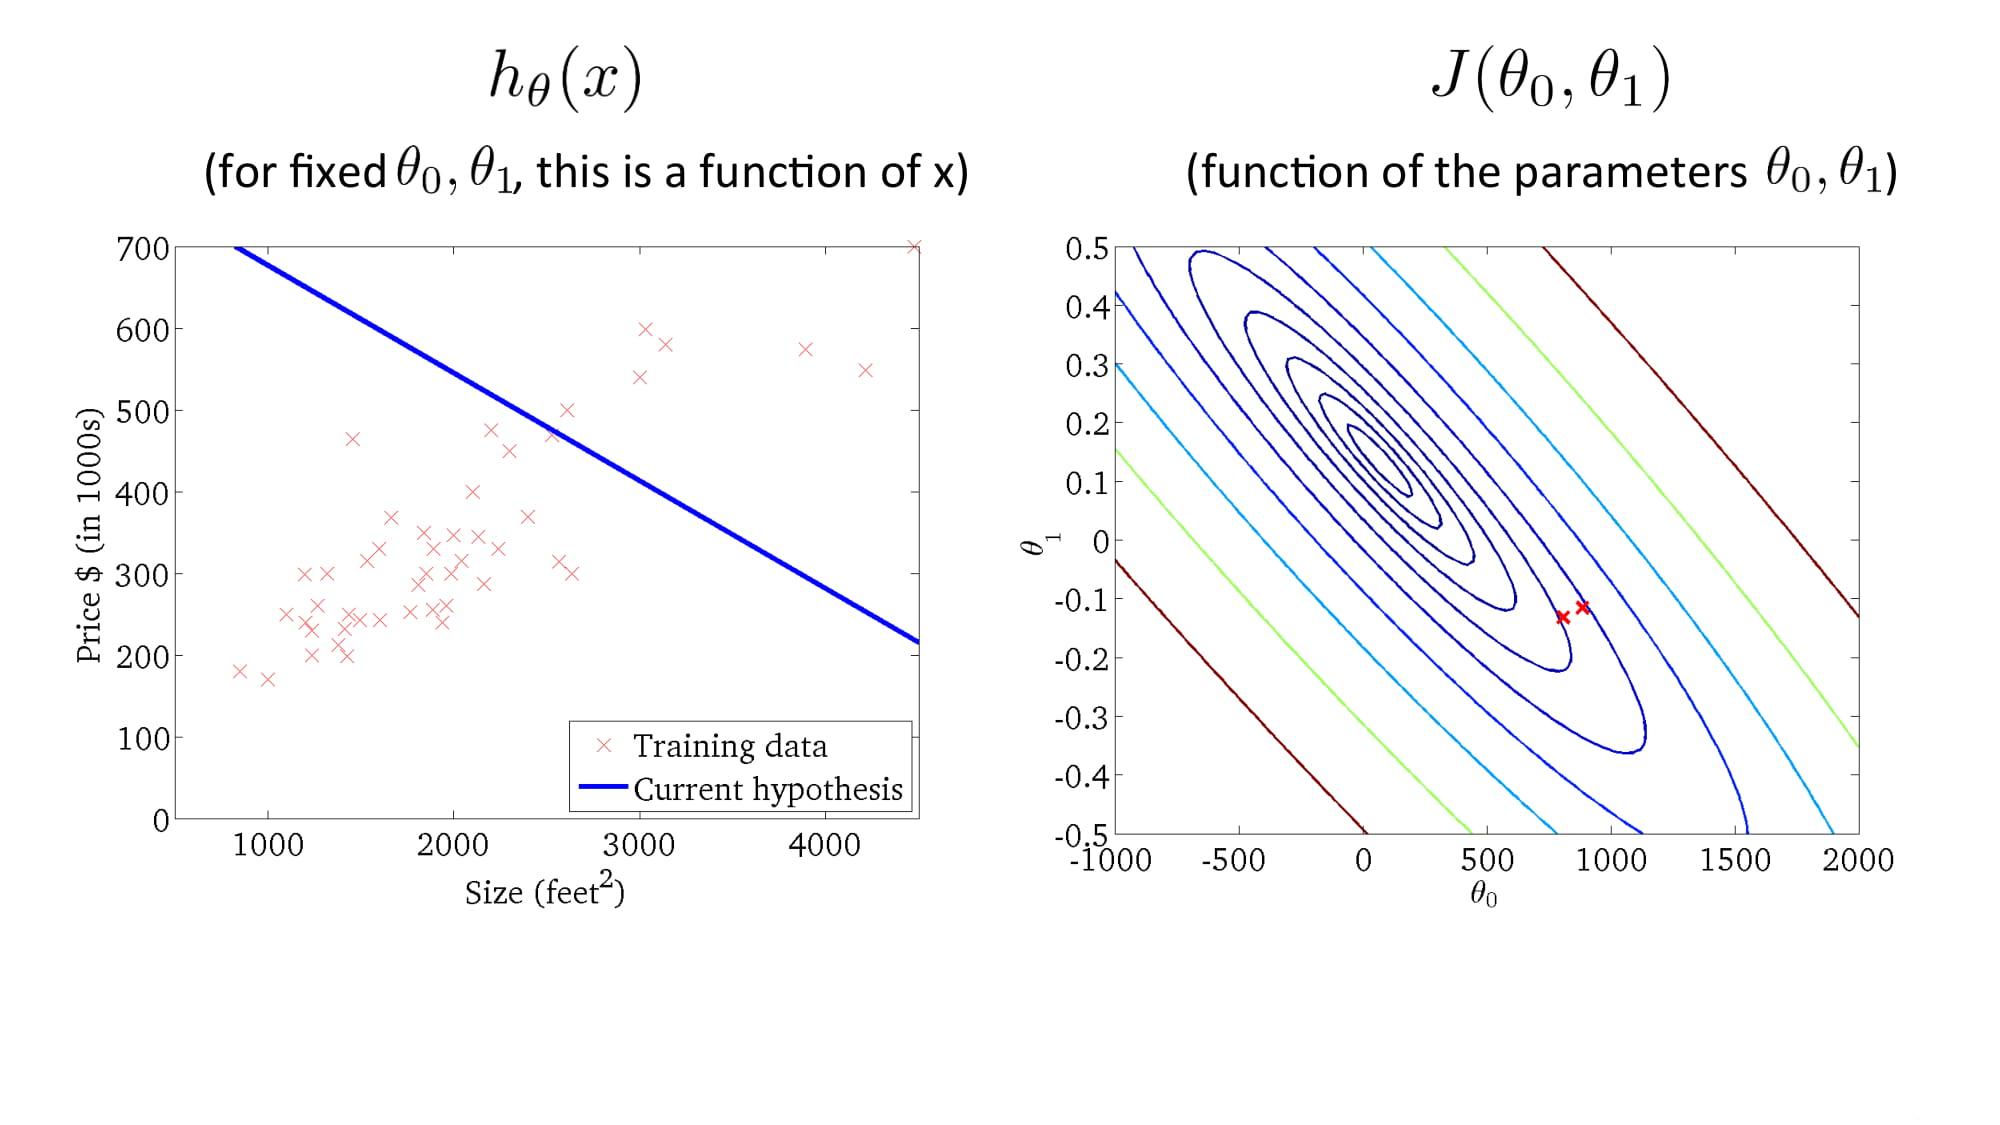 hθ(x)
(for fixed θ0, θ1, this is a function of x)
700
600
500
400
300
200
100
0
Price $ (in 1000s)
1000 2000 3000 4000
Size (feet²)
Training data
Current hypothesis
J(θ0, θ1)
(function of the parameters θ0, θ1)
0.5
0.4
0.3
0.2
0.1
0
-0.1
-0.2
-0.3
-0.4
-0.5
θ1
-1000 -500 0 500 1000 1500 2000
θ0